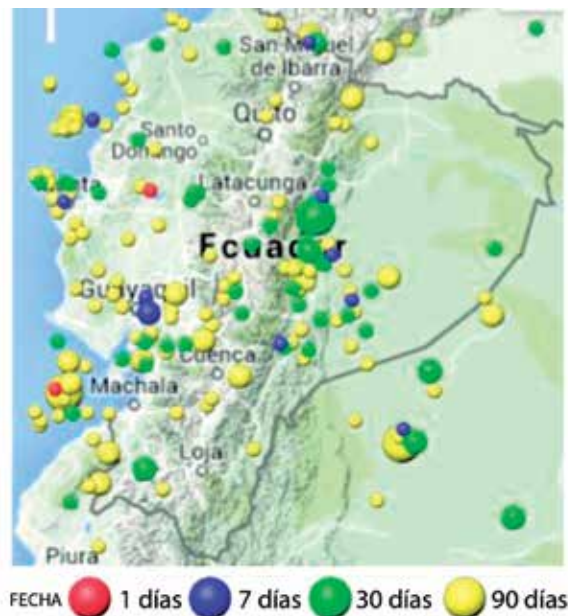 San Miguel
de Ibarra
Quito
Santo
Domingo
Latacunga
Ecuador
Guayaquil
Cuenca
Machala
Loja
Piura
FECHA 1 días 7 días 30 días 90 días